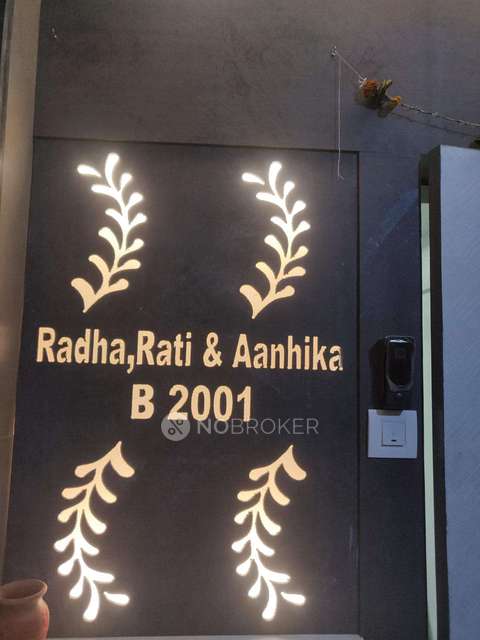 Radha,Rati & Aanhika
B 2001
NOBROKER